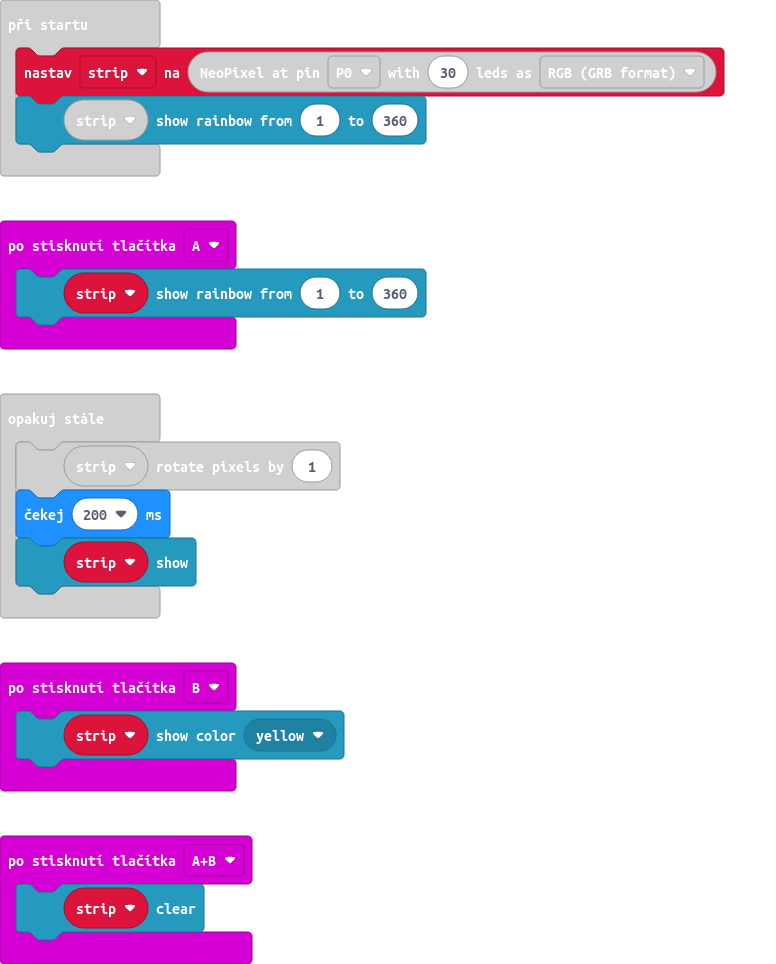 při startu
nastav strip na NeoPixel at pin P0 with 30 leds as RGB (GRB format)
strip show rainbow from 1 to 360
po stisknutí tlačítka A
strip show rainbow from 1 to 360
opakuj stále
strip rotate pixels by 1
čekej 200 ms
strip show
po stisknutí tlačítka B
strip show color yellow
po stisknutí tlačítka A+B
strip clear